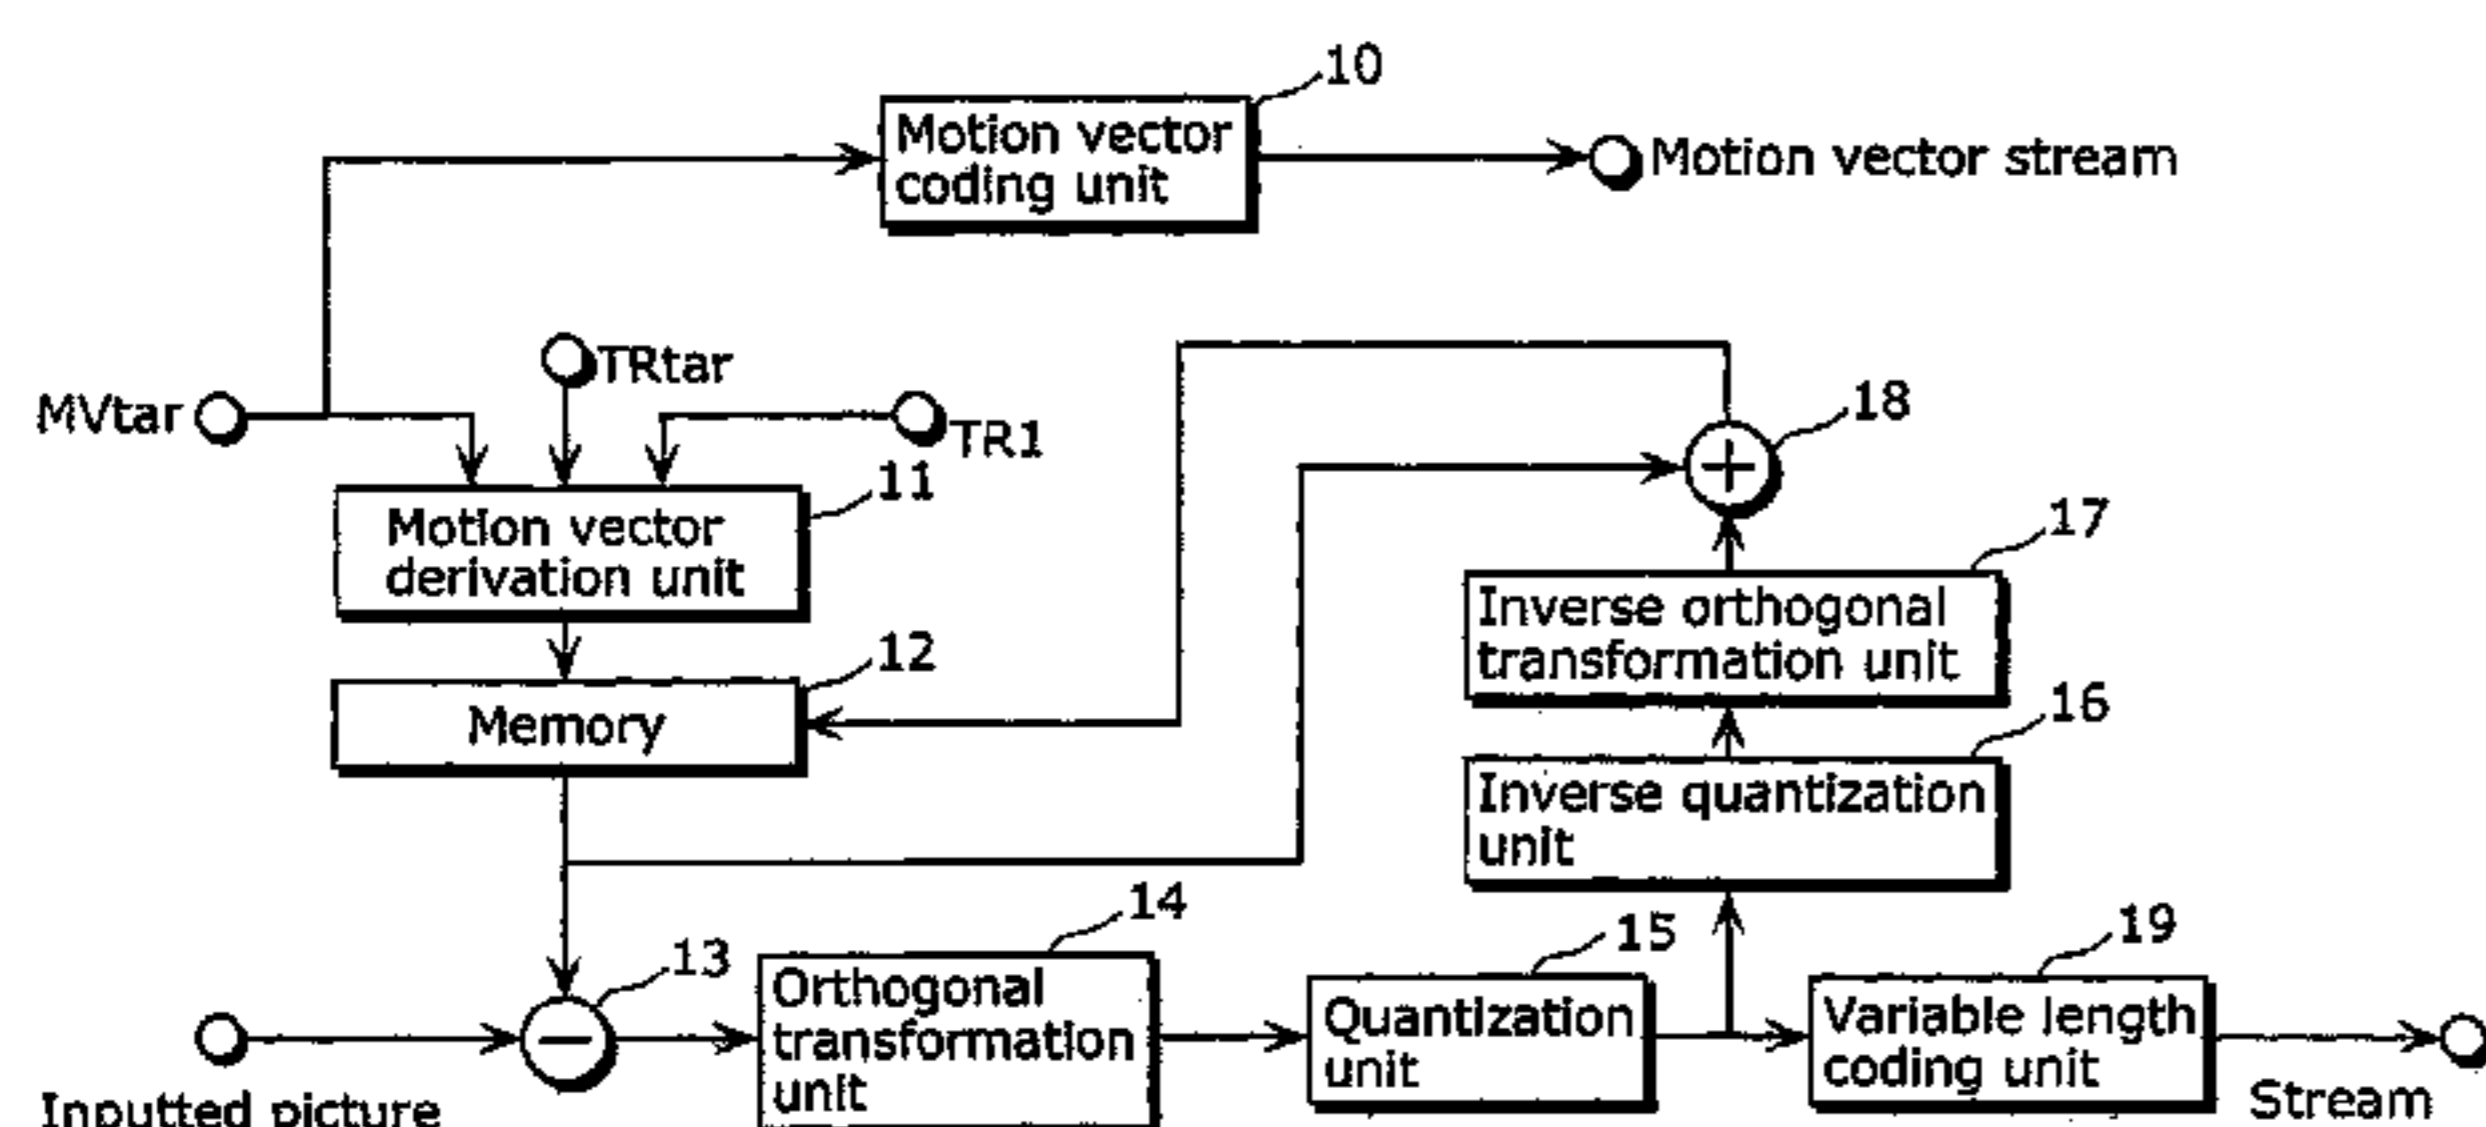 10
Motion vector
coding unit
Motion vector stream
TRtar
MVtar
TR1
18
11
Motion vector
derivation unit
17
Inverse orthogonal
transformation unit
12
Memory
16
Inverse quantization
unit
14
15
19
13
Orthogonal
transformation
unit
Quantization
unit
Variable length
coding unit
Inputted picture
Stream